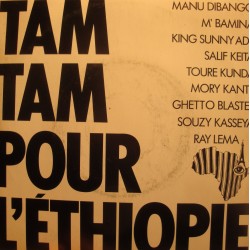 TAM
TAM
POUR
L'ÉTHIOPIE
MANU DIBANGO
M' BAMINA
KING SUNNY AD
SALIF KEITA
TOURE KUNDA
MORY KANT
GHETTO BLASTE
SOUZY KASSEYA
RAY LEMA